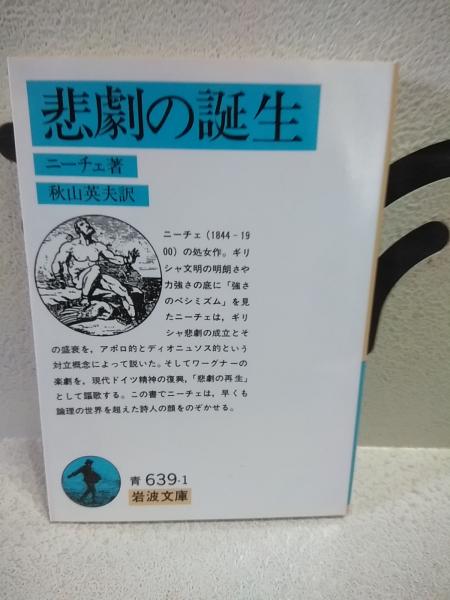 悲劇の誕生
ニーチェ著
秋山英夫訳
ニーチェ(1844-19
00)の処女作。ギリ
シャ文明の明朗さや
力強さの底に「強さ
のペシミズム」を見
たニーチェは,ギリ
シャ悲劇の成立とそ
の盛衰を,アポロ的とディオニュソス的という
対立概念によって説いた。そしてワーグナーの
楽劇を,現代ドイツ精神の復興,「悲劇の再生」
として謳歌する。この書でニーチェは,早くも
論理の世界を超えた詩人の顔をのぞかせる。
青 639-1
岩波文庫